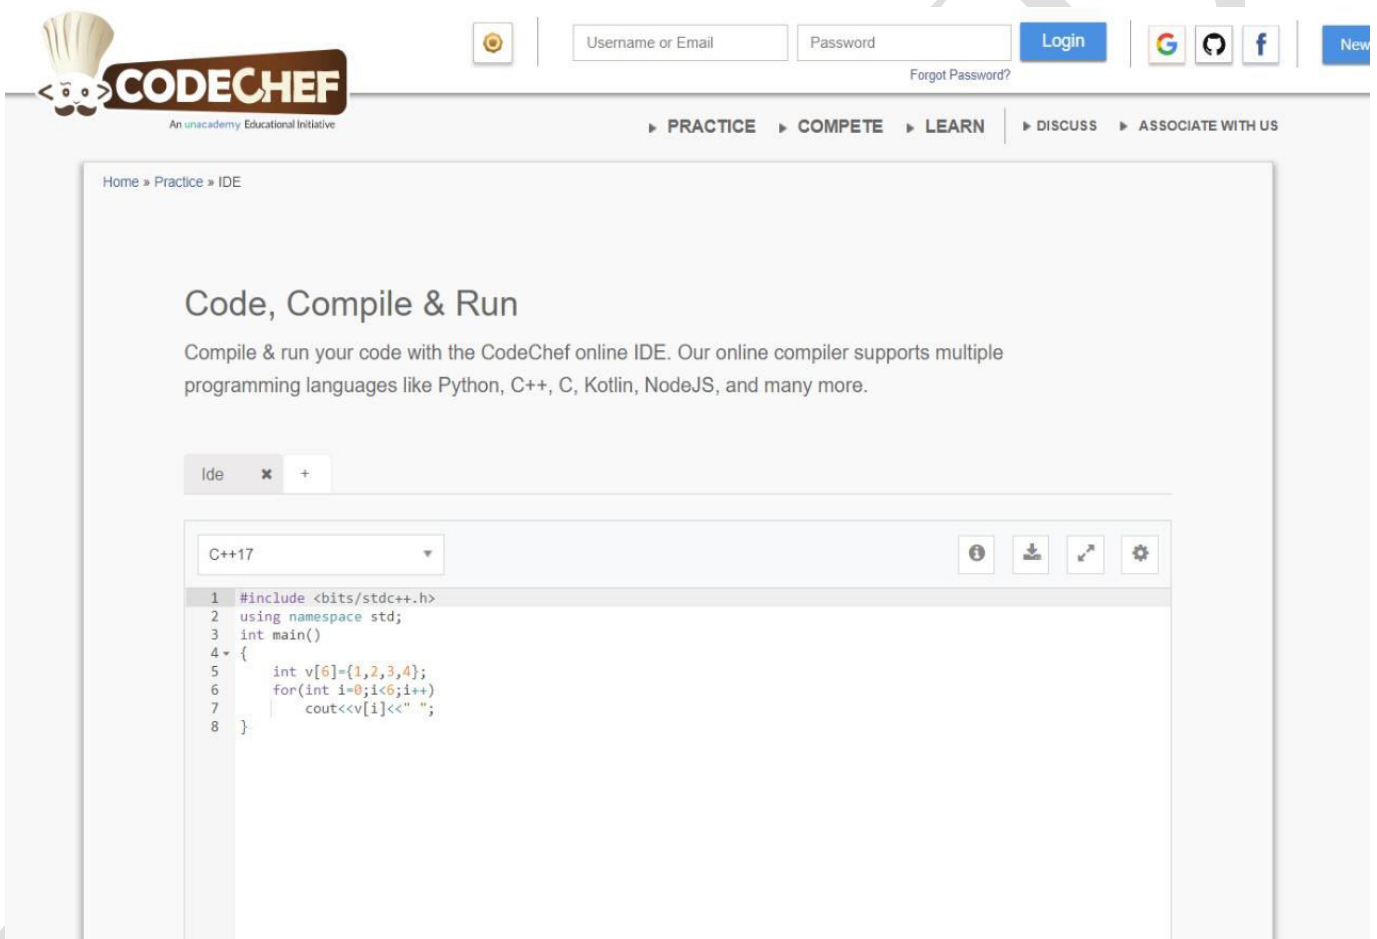 Username or Email
Password
Login
New
Forgot Password?
CODECHEF
An unacademy Educational Initiative
PRACTICE COMPETE LEARN DISCUSS ASSOCIATE WITH US
Home » Practice » IDE
Code, Compile & Run
Compile & run your code with the CodeChef online IDE. Our online compiler supports multiple
programming languages like Python, C++, C, Kotlin, NodeJS, and many more.
Ide ✖ +
C++17
1 #include <bits/stdc++.h>
2 using namespace std;
3 int main()
4 {
5     int v[6]={1,2,3,4};
6     for(int i=0;i<6;i++)
7         cout<<v[i]<<" ";
8 }